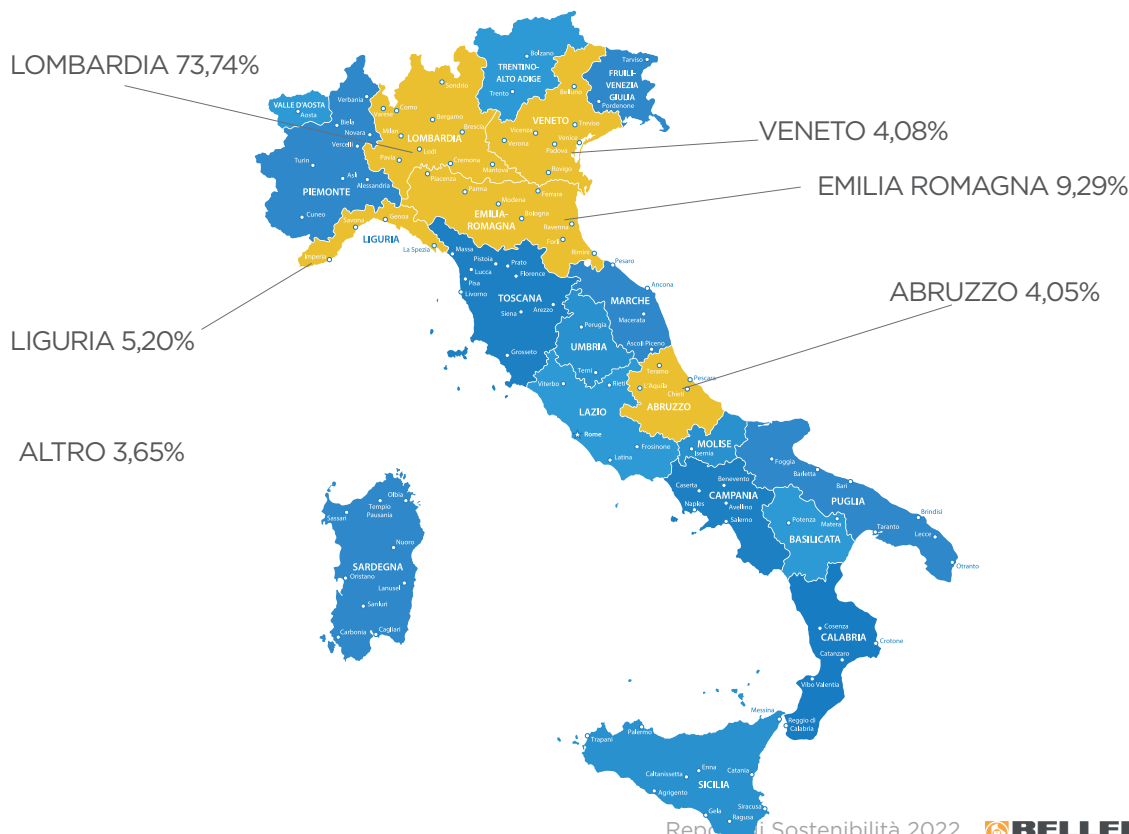 LOMBARDIA 73,74%
VENETO 4,08%
EMILIA ROMAGNA 9,29%
ABRUZZO 4,05%
LIGURIA 5,20%
ALTRO 3,65%
Bolzano
TRENTINO-
ALTO ADIGE
Trento
Tarviso
FRUILI-
VENEZIA
GIULIA
Pordenone
Belluno
VENETO
Treviso
Vicenza
Venice
Verona
Padova
Rovigo
VALLE D'AOSTA
Aosta
Verbania
Biela
Novara
Vercelli
Turin
Asli
Alessandria
PIEMONTE
Cuneo
Sondrio
Varese
Como
Bergamo
Milan
Brescia
LOMBARDIA
Lodi
Pavia
Cremona
Mantova
Piacenza
Parma
Ferrara
Modena
EMILIA-
ROMAGNA
Bologna
Ravenna
Forlì
Rimini
Savona
Genoa
LIGURIA
La Spezia
Imperia
Massa
Pistoia
Prato
Lucca
Florence
Pisa
Livorno
TOSCANA
Arezzo
Siena
Grosseto
Pesaro
Ancona
MARCHE
Macerata
Ascoli Piceno
Perugia
UMBRIA
Terni
Viterbo
Rieti
LAZIO
Rome
Frosinone
Latina
Teramo
Pescara
L'Aquila
Chieti
ABRUZZO
MOLISE
Isernia
Foggia
Barletta
Bari
PUGLIA
Brindisi
Taranto
Lecce
Otranto
Benevento
Caserta
CAMPANIA
Naples
Avellino
Salerno
Potenza
Matera
BASILICATA
Cosenza
CALABRIA
Crotone
Catanzaro
Vibo Valentia
Reggio di
Calabria
Olbia
Tempio
Pausania
Sassari
Nuoro
SARDEGNA
Oristano
Lanusel
Sanluri
Carbonia
Cagliari
Messina
Palermo
Trapani
Enna
Caltanissetta
Catania
SICILIA
Agrigento
Siracusa
Gela
Ragusa
Sostenibilità 2022